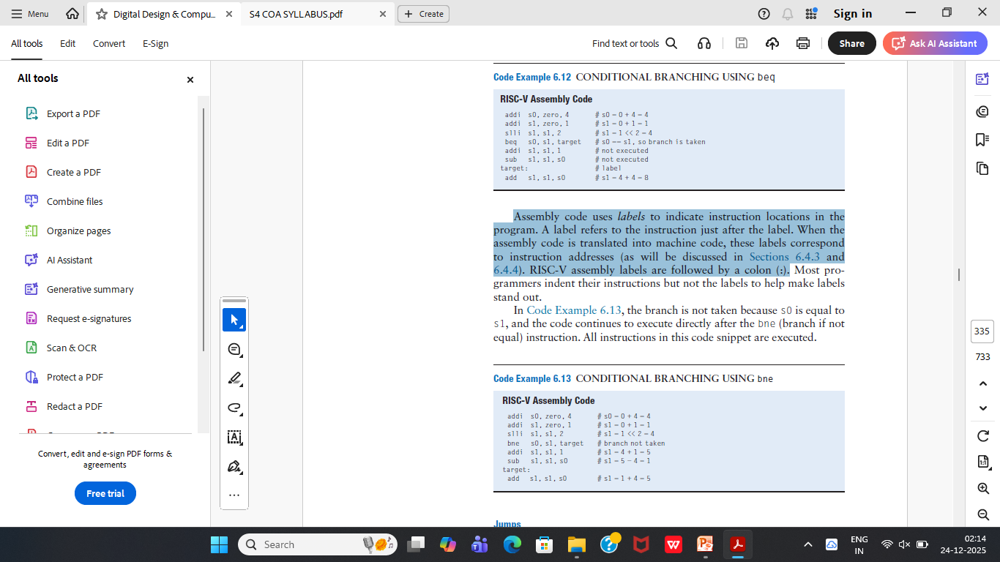 Menu
Digital Design & Compu...
S4 COA SYLLABUS.pdf
Create
Sign in
All tools
Edit
Convert
E-Sign
Find text or tools
Share
Ask AI Assistant
All tools
Export a PDF
Edit a PDF
Create a PDF
Combine files
Organize pages
AI Assistant
Generative summary
Request e-signatures
Scan & OCR
Protect a PDF
Redact a PDF
Convert, edit and e-sign PDF forms &
agreements
Free trial
Code Example 6.12 CONDITIONAL BRANCHING USING beq
RISC-V Assembly Code
addi s0, zero, 4 # s0 = 0 + 4 = 4
addi s1, zero, 1 # s1 = 0 + 1 = 1
slli s1, s1, 2 # s1 = 1 << 2 = 4
beq s0, s1, target # s0 == s1, so branch is taken
addi s1, s1, 1 # not executed
sub s1, s1, s0 # not executed
target: # label
add s1, s1, s0 # s1 = 4 + 4 = 8
Assembly code uses labels to indicate instruction locations in the
program. A label refers to the instruction just after the label. When the
assembly code is translated into machine code, these labels correspond
to instruction addresses (as will be discussed in Sections 6.4.3 and
6.4.4). RISC-V assembly labels are followed by a colon (:). Most pro-
grammers indent their instructions but not the labels to help make labels
stand out.
In Code Example 6.13, the branch is not taken because s0 is equal to
s1, and the code continues to execute directly after the bne (branch if not
equal) instruction. All instructions in this code snippet are executed.
Code Example 6.13 CONDITIONAL BRANCHING USING bne
RISC-V Assembly Code
addi s0, zero, 4 # s0 = 0 + 4 = 4
addi s1, zero, 1 # s1 = 0 + 1 = 1
slli s1, s1, 2 # s1 = 1 << 2 = 4
bne s0, s1, target # branch not taken
addi s1, s1, 1 # s1 = 4 + 1 = 5
sub s1, s1, s0 # s1 = 5 - 4 = 1
target:
add s1, s1, s0 # s1 = 1 + 4 = 5
Jumps
335
733
1:1
Search
ENG
IN
02:14
24-12-2025